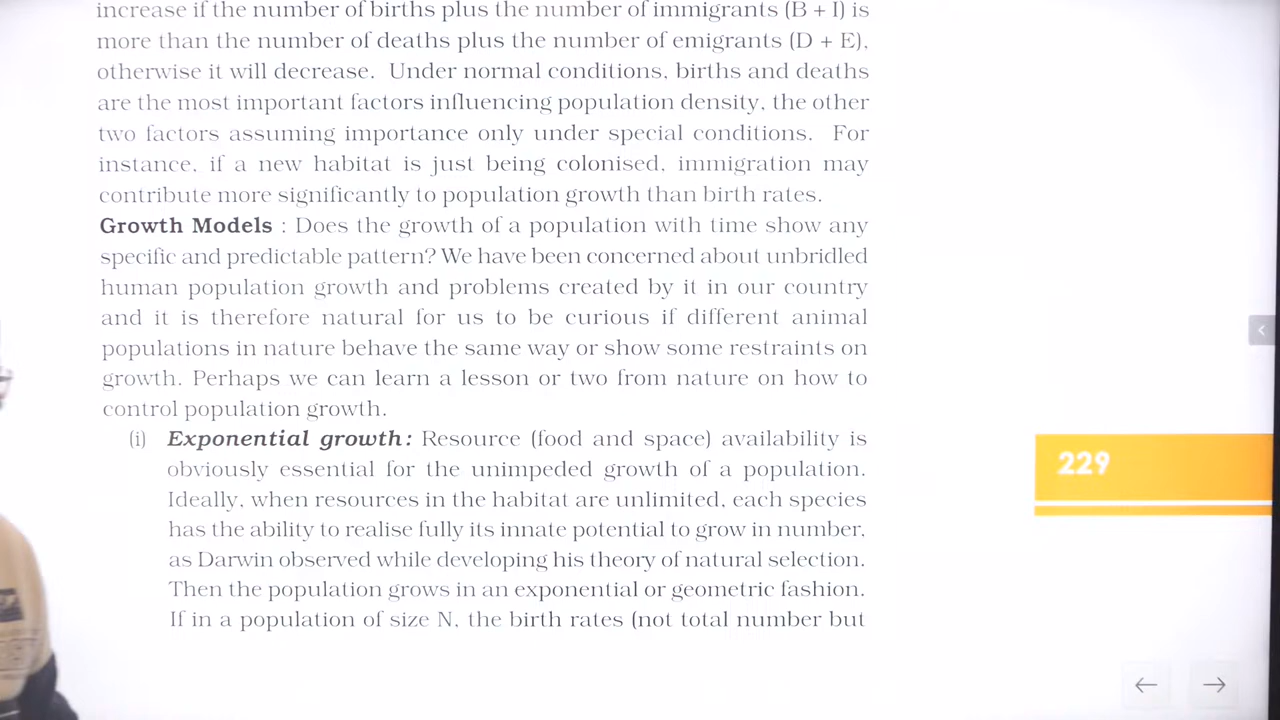 increase if the number of births plus the number of immigrants (B + I) is
more than the number of deaths plus the number of emigrants (D + E),
otherwise it will decrease. Under normal conditions, births and deaths
are the most important factors influencing population density, the other
two factors assuming importance only under special conditions. For
instance, if a new habitat is just being colonised, immigration may
contribute more significantly to population growth than birth rates.
Growth Models : Does the growth of a population with time show any
specific and predictable pattern? We have been concerned about unbridled
human population growth and problems created by it in our country
and it is therefore natural for us to be curious if different animal
populations in nature behave the same way or show some restraints on
growth. Perhaps we can learn a lesson or two from nature on how to
control population growth.
(i) Exponential growth: Resource (food and space) availability is
obviously essential for the unimpeded growth of a population.
Ideally, when resources in the habitat are unlimited, each species
has the ability to realise fully its innate potential to grow in number,
as Darwin observed while developing his theory of natural selection.
Then the population grows in an exponential or geometric fashion.
If in a population of size N, the birth rates (not total number but
229